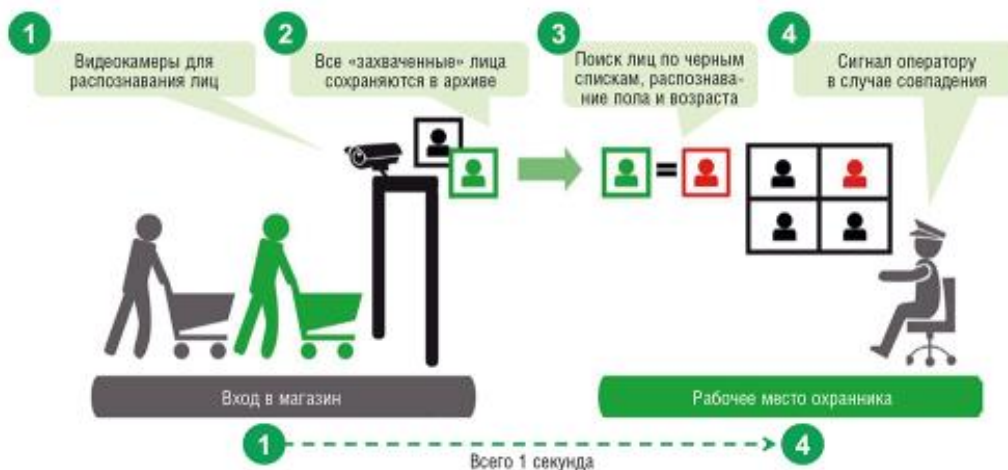 1
Видеокамеры для
распознавания лиц
2
Все «захваченные» лица
сохраняются в архиве
3
Поиск лиц по черным
спискам, распознава-
ние пола и возраста
4
Сигнал оператору
в случае совпадения
Вход в магазин
Рабочее место охранника
1
4
Всего 1 секунда